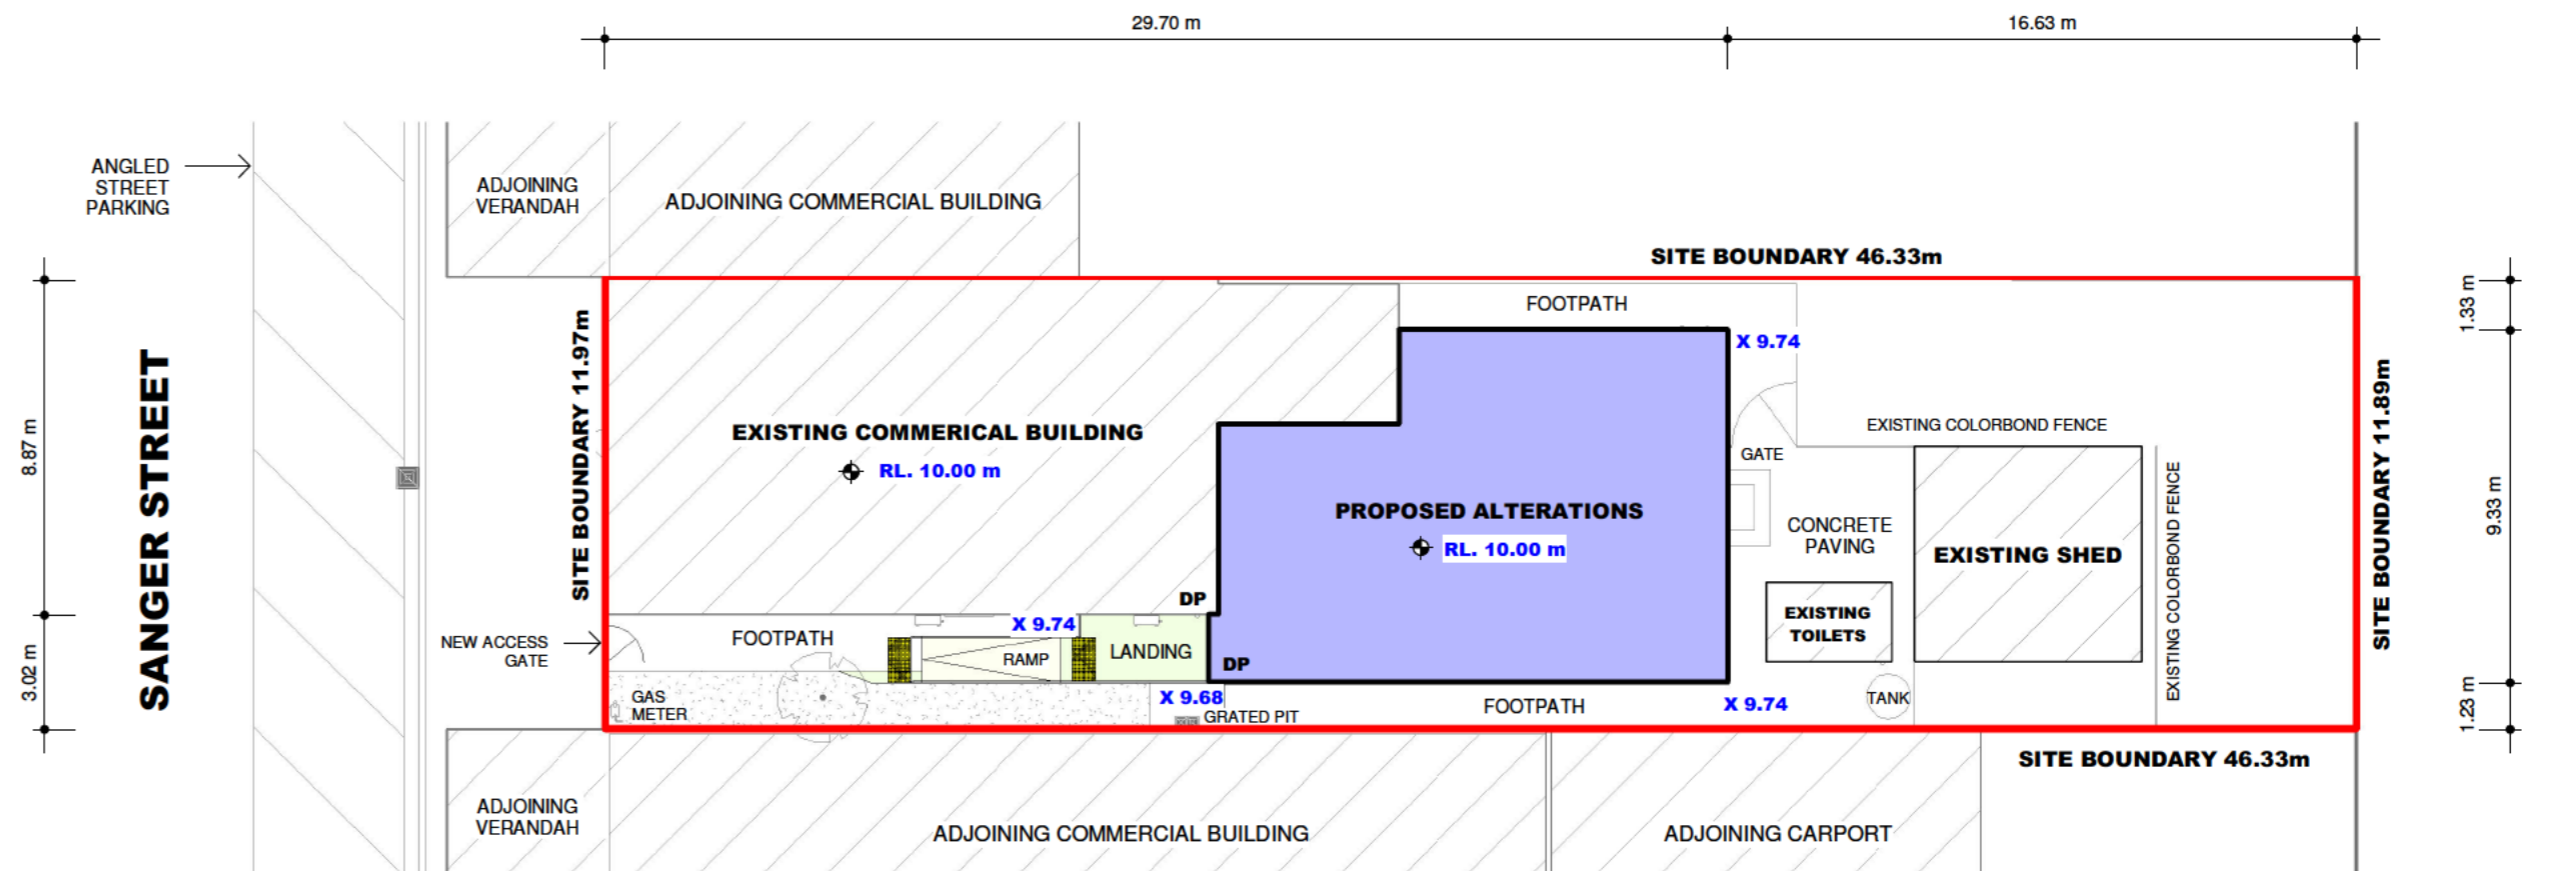 29.70 m
16.63 m
ANGLED
STREET
PARKING
ADJOINING
VERANDAH
ADJOINING COMMERCIAL BUILDING
SITE BOUNDARY 46.33m
8.87 m
3.02 m
SANGER STREET
SITE BOUNDARY 11.97m
FOOTPATH
X 9.74
1.33 m
EXISTING COMMERICAL BUILDING
RL. 10.00 m
EXISTING COLORBOND FENCE
GATE
PROPOSED ALTERATIONS
RL. 10.00 m
CONCRETE
PAVING
EXISTING SHED
EXISTING COLORBOND FENCE
SITE BOUNDARY 11.89m
9.33 m
DP
EXISTING
TOILETS
NEW ACCESS
GATE
FOOTPATH
X 9.74
RAMP
LANDING
DP
GAS
METER
X 9.68
GRATED PIT
FOOTPATH
X 9.74
TANK
1.23 m
SITE BOUNDARY 46.33m
ADJOINING
VERANDAH
ADJOINING COMMERCIAL BUILDING
ADJOINING CARPORT